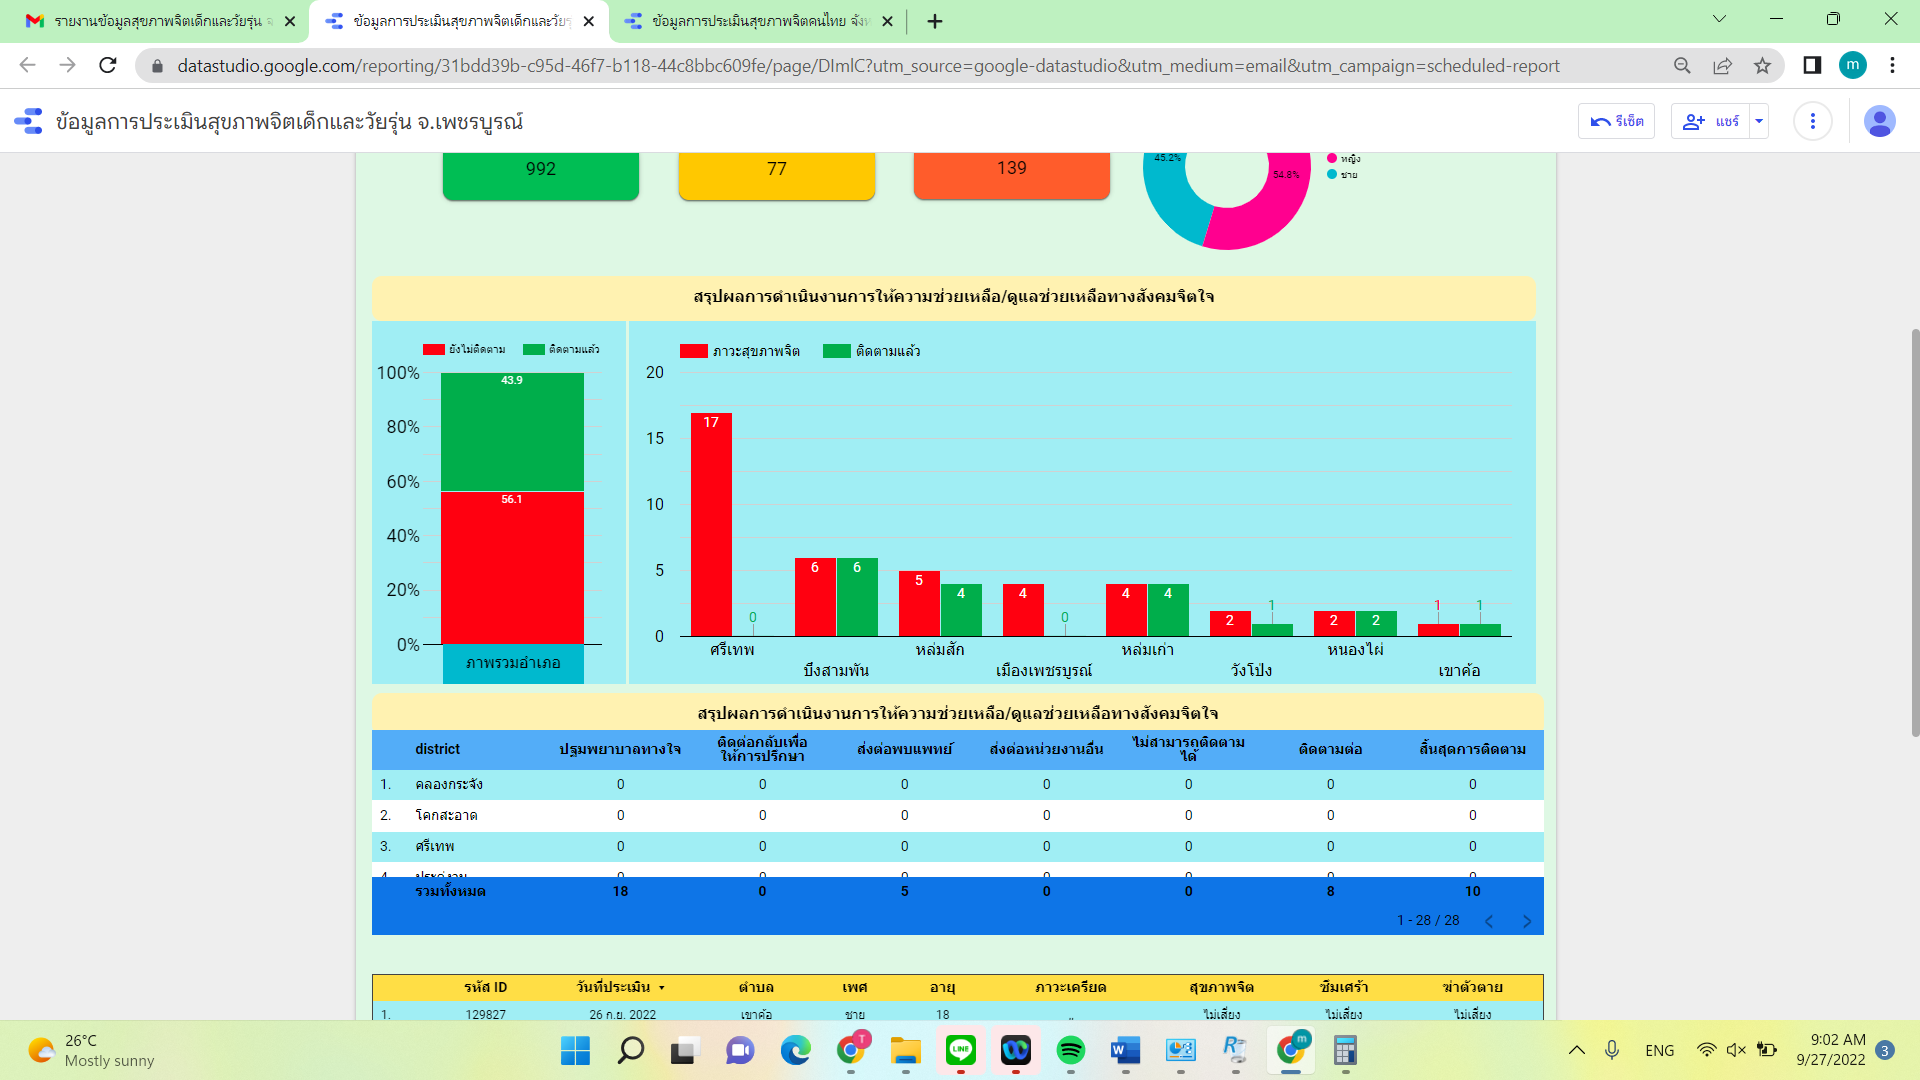 รายงานข้อมูลสุขภาพจิตเด็กและวัยรุ่น จ
ข้อมูลการประเมินสุขภาพจิตเด็กและวัยรุ
ข้อมูลการประเมินสุขภาพจิตคนไทย จังห
datastudio.google.com/reporting/31bdd39b-c95d-46f7-b118-44c8bbc609fe/page/DImlC?utm_source=google-datastudio&utm_medium=email&utm_campaign=scheduled-report
m
ข้อมูลการประเมินสุขภาพจิตเด็กและวัยรุ่น จ.เพชรบูรณ์
รีเซ็ต
แชร์
992
77
139
45.2%
54.8%
หญิง
ชาย
สรุปผลการดำเนินงานการให้ความช่วยเหลือ/ดูแลช่วยเหลือทางสังคมจิตใจ
ยังไม่ติดตาม ติดตามแล้ว
100%
80%
60%
40%
20%
0%
43.9
56.1
ภาพรวมอำเภอ
ภาวะสุขภาพจิต ติดตามแล้ว
20
15
10
5
0
17 0 6 6 5 4 4 0 4 4 2 1 2 2 1 1
ศรีเทพ หล่มสัก หล่มเก่า หนองไผ่
บึงสามพัน เมืองเพชรบูรณ์ วังโป่ง เขาค้อ
สรุปผลการดำเนินงานการให้ความช่วยเหลือ/ดูแลช่วยเหลือทางสังคมจิตใจ
district ปฐมพยาบาลทางใจ ติดต่อกลับเพื่อให้การปรึกษา ส่งต่อพบแพทย์ ส่งต่อหน่วยงานอื่น ไม่สามารถติดตามได้ ติดตามต่อ สิ้นสุดการติดตาม
1. คลองกระจัง 0 0 0 0 0 0 0
2. โคกสะอาด 0 0 0 0 0 0 0
3. ศรีเทพ 0 0 0 0 0 0 0
รวมทั้งหมด 18 0 5 0 0 8 10
1 - 28 / 28
รหัส ID วันที่ประเมิน ตำบล เพศ อายุ ภาวะเครียด สุขภาพจิต ซึมเศร้า ฆ่าตัวตาย
1. 129827 26 ก.ย. 2022 เขาค้อ ชาย 18 ไม่เสี่ยง ไม่เสี่ยง ไม่เสี่ยง
26°C
Mostly sunny
T
LINE
m
ENG
9:02 AM
9/27/2022
3